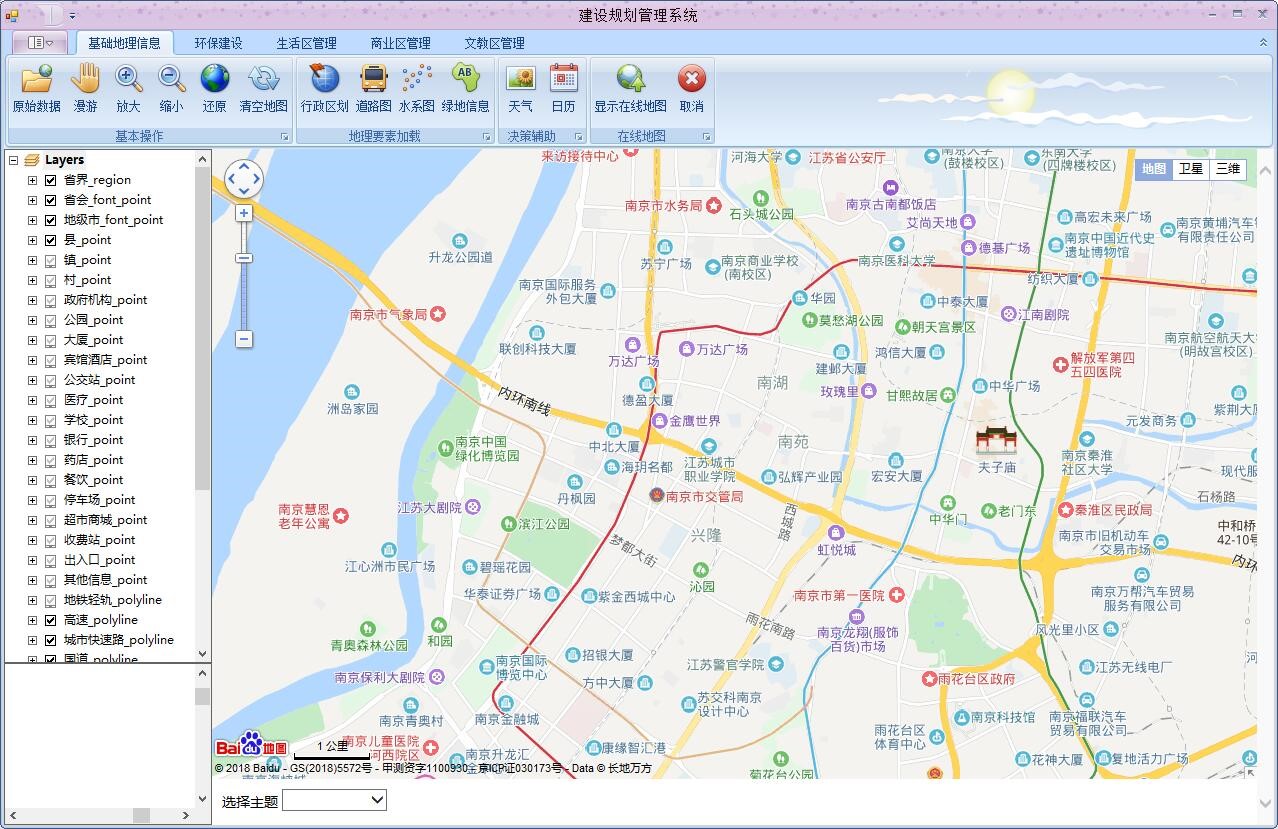 建设规划管理系统
基础地理信息
环保建设
生活区管理
商业区管理
文教区管理
原始数据
漫游
放大
缩小
还原
清空地图
行政区划
道路图
水系图
绿地信息
天气
日历
显示在线地图
取消
基本操作
地理要素加载
决策辅助
在线地图
Layers
省界_region
省会_font_point
地级市_font_point
县_point
镇_point
村_point
政府机构_point
公园_point
大厦_point
宾馆酒店_point
公交站_point
医疗_point
学校_point
银行_point
药店_point
餐饮_point
停车场_point
超市商城_point
收费站_point
出入口_point
其他信息_point
地铁轻轨_polyline
高速_polyline
城市快速路_polyline
国道_polyline
地图
卫星
三维
来访接待中心
河海大学
江苏省公安厅
南京大学
(鼓楼校区)
东南大学
(四牌楼校区)
南京市水务局
石头城公园
南京古南都饭店
艾尚天地
高宏未来广场
南京黄埔汽车
有限责任公司
升龙公园道
苏宁广场
南京商业学校
(南校区)
南京医科大学
德基广场
南京中国近代史
遗址博物馆
南京国际服务
外包大厦
华园
中泰大厦
纺织大厦
南京市气象局
莫愁湖公园
朝天宫景区
江南剧院
南京航空航天大
(明故宫校区)
联创科技大厦
万达广场
万达广场
建邺大厦
鸿信大厦
解放军第四
五四医院
洲岛家园
内环南线
德盈大厦
南湖
玫瑰里
甘熙故居
中华广场
紫荆大
金鹰世界
元发商务
南京中国
绿化博览园
中北大厦
南苑
夫子庙
南京秦淮
社区大学
海玥名都
江苏城市
职业学院
弘辉产业园
宏安大厦
现代服
丹枫园
南京市交管局
石杨路
南京慧恩
老年公寓
江苏大剧院
滨江公园
西城路
中华门
老门东
秦淮区民政局
中和桥
42-10号
梦都大街
兴隆
虹悦城
南京市旧机动车
交易市场
江心洲市民广场
碧瑶花园
沁园
内环
华泰证券广场
紫金西城中心
南京市第一医院
南京万帮汽车贸易
服务有限公司
雨花南路
南京龙翔(服饰
百货)市场
风光里小区
青奥森林公园
和园
南京国际
博览中心
招银大厦
江苏警官学院
江苏无线电厂
河
南京保利大剧院
方中大厦
雨花台区政府
苏交科南京
设计中心
南京青奥村
南京金融城
南京科技馆
南京福联汽车
贸易有限公司
雨花台区
体育中心
南京儿童医院
河西院区
南京升龙汇
康缘智汇港
菊花台公园
花神大厦
复地活力广场
Bai du 地图
1 公里
© 2018 Baidu - GS(2018)5572号 - 甲测资字1100930 - 京ICP证030173号 - Data © 长地万方
选择主题